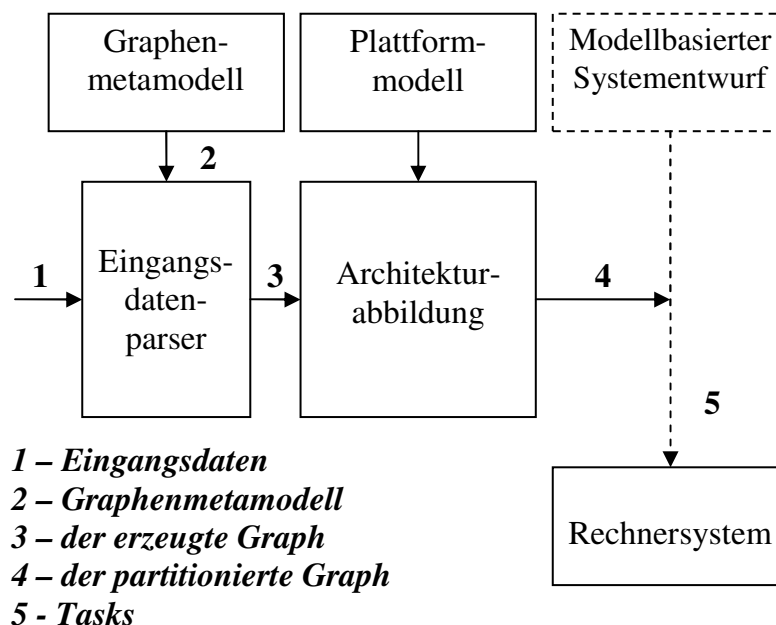 Graphen-
metamodell
Plattform-
modell
Modellbasierter
Systementwurf
2
1
Eingangs-
daten-
parser
3
Architektur-
abbildung
4
5
1 – Eingangsdaten
2 – Graphenmetamodell
3 – der erzeugte Graph
4 – der partitionierte Graph
5 - Tasks
Rechnersystem